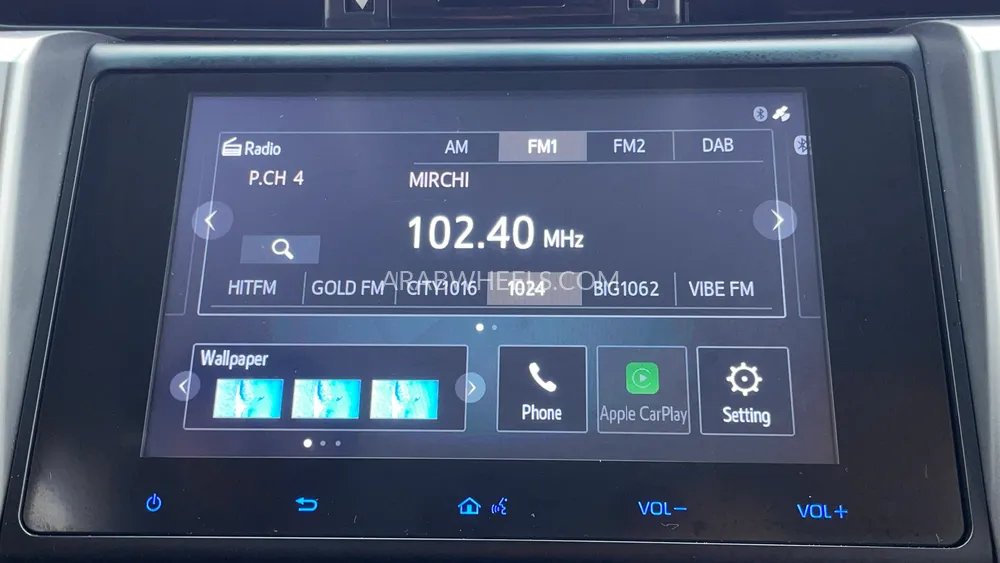 Radio AM FM1 FM2 DAB
P.CH 4 MIRCHI
102.40 MHz
HITFM GOLD FM CITY1016 1024 BIG1062 VIBE FM
ARABWHEELS.COM
Wallpaper
Phone Apple CarPlay Setting
VOL− VOL+